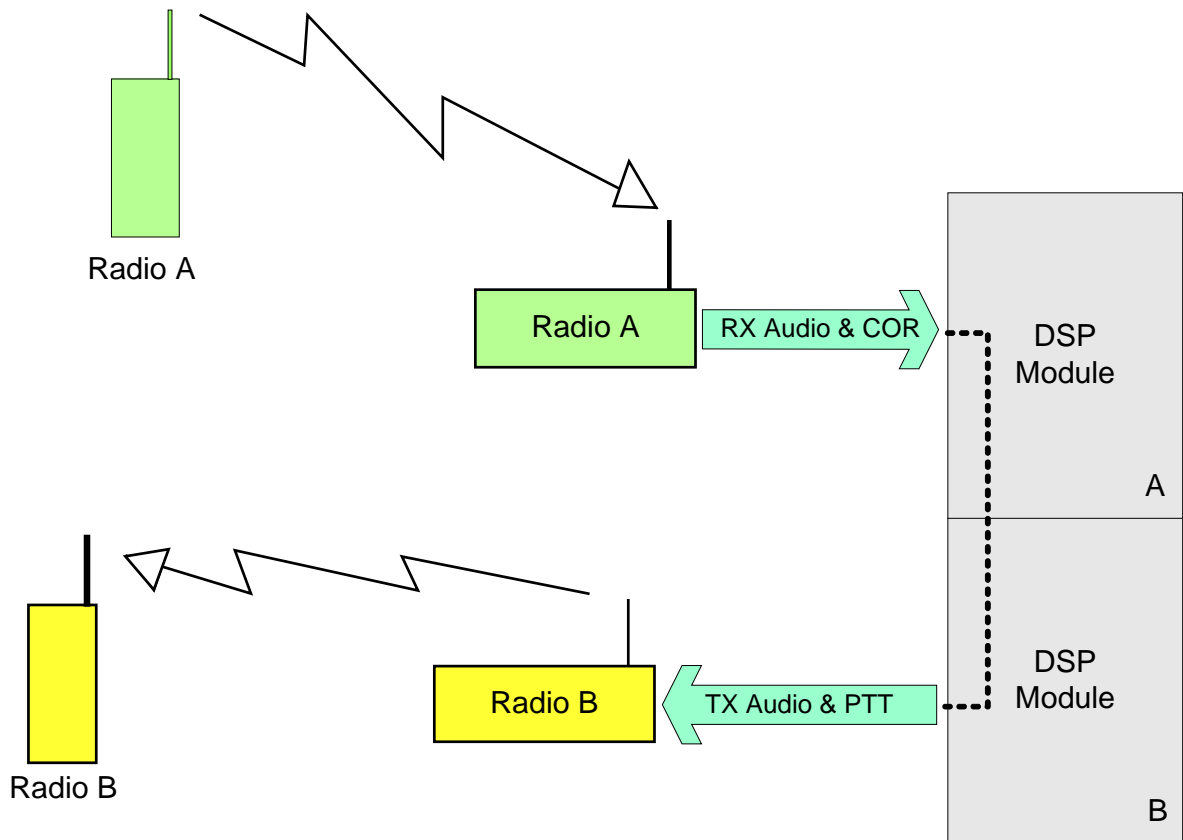 Radio A
Radio A
RX Audio & COR
DSP
Module
A
Radio B
TX Audio & PTT
DSP
Module
Radio B
B